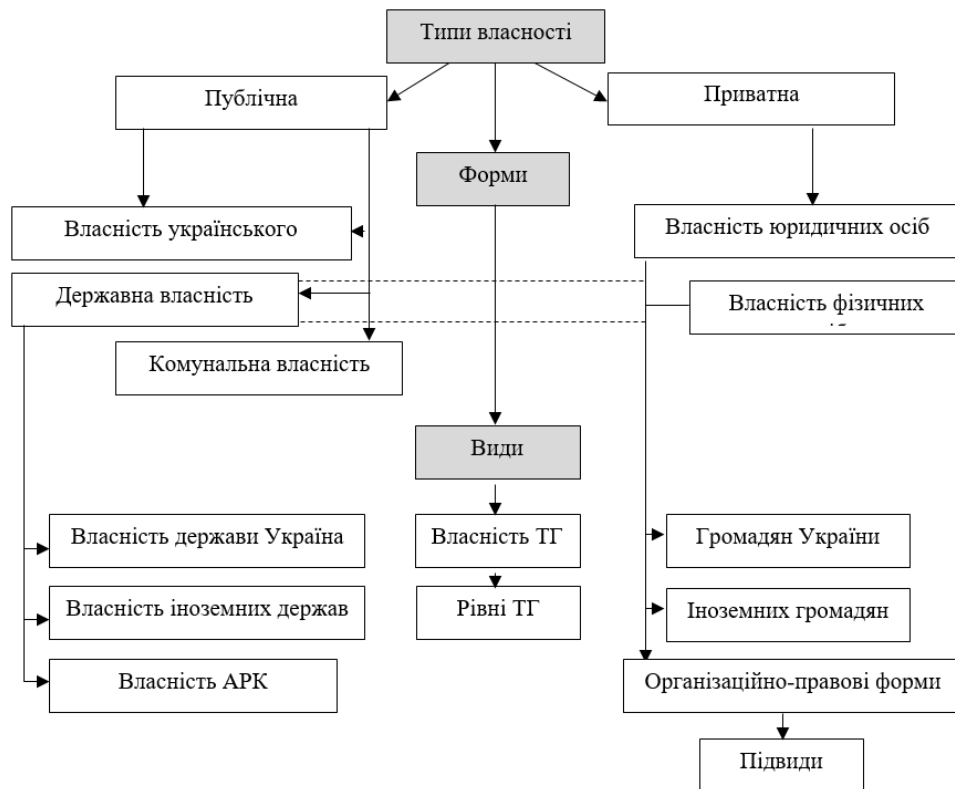 Типи власності
Публічна
Приватна
Форми
Власність українського
Власність юридичних осіб
Державна власність
Власність фізичних
Комунальна власність
Види
Власність держави Україна
Власність ТГ
Громадян України
Власність іноземних держав
Рівні ТГ
Іноземних громадян
Власність АРК
Організаційно-правові форми
Підвиди